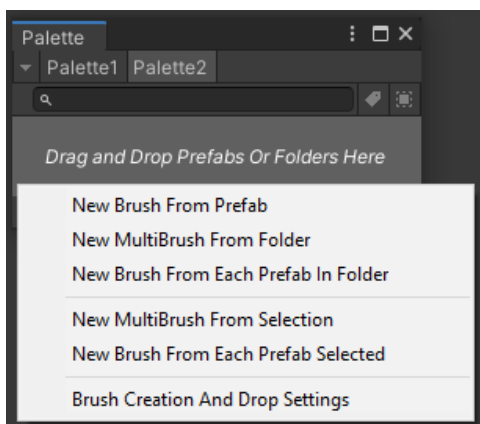 Palette
Palette1 Palette2
Drag and Drop Prefabs Or Folders Here
New Brush From Prefab
New MultiBrush From Folder
New Brush From Each Prefab In Folder
New MultiBrush From Selection
New Brush From Each Prefab Selected
Brush Creation And Drop Settings